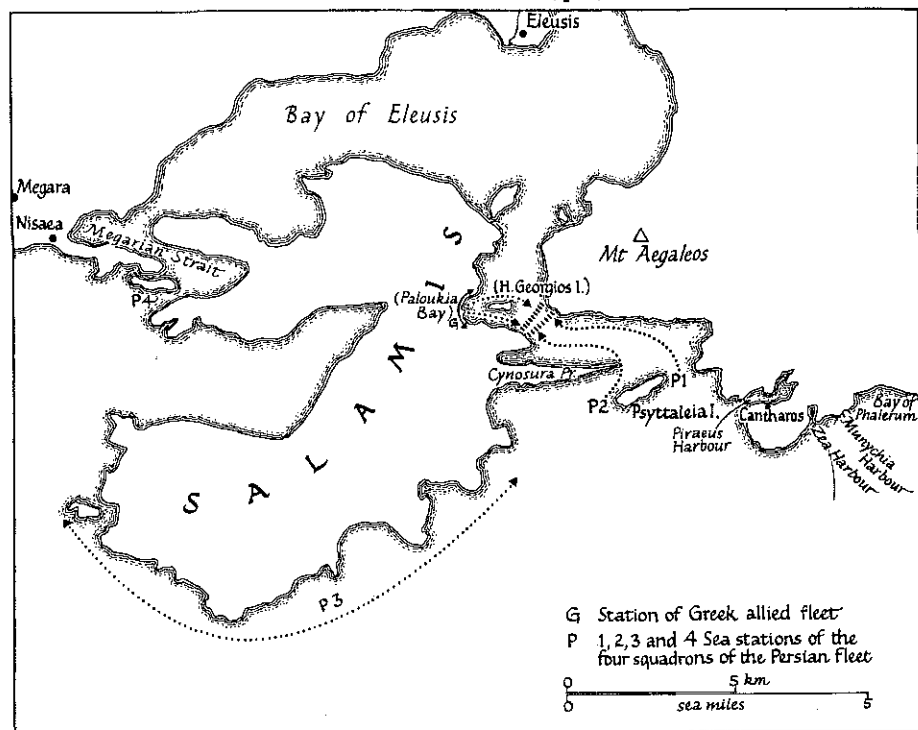 Eleusis
Bay of Eleusis
Megara
Nisaea
Megarian Strait
P4
Mt Aegaleos
(H. Georgios I.)
(Paloukia
Bay)
G
Cynosura Pr.
P1
P2
Psyttaleia I.
Cantharos
Piraeus
Harbour
Bay of
Phalerum
Munychia
Harbour
Zea Harbour
SALAMIS
P3
G Station of Greek allied fleet
P 1, 2, 3 and 4 Sea stations of the
four squadrons of the Persian fleet
0 5 km
0 sea miles 5